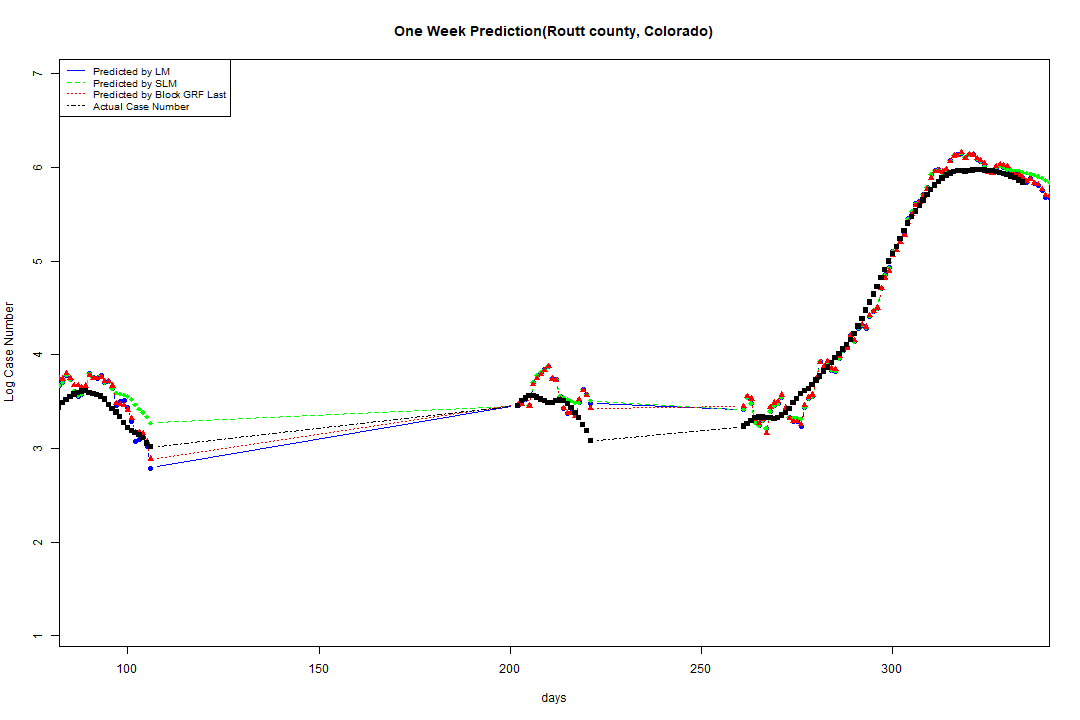 One Week Prediction(Routt county, Colorado)
Predicted by LM
Predicted by SLM
Predicted by Block GRF Last
Actual Case Number
7
6
5
4
3
2
1
Log Case Number
100 150 200 250 300
days